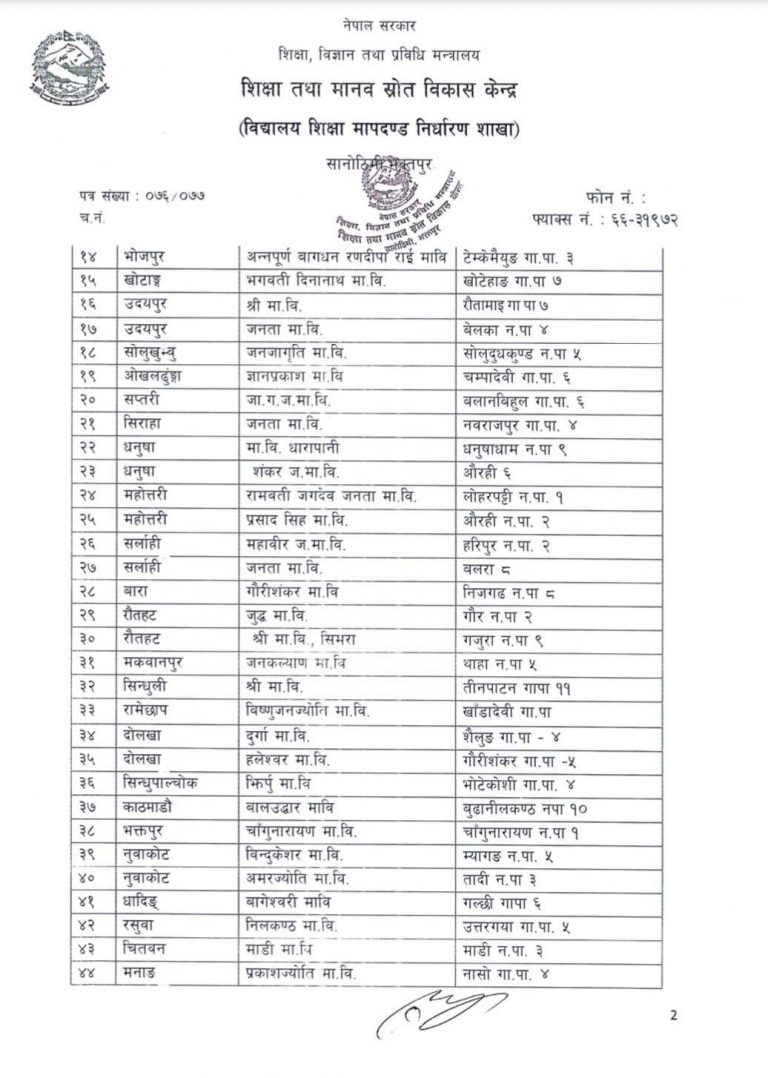 नेपाल सरकार
शिक्षा, विज्ञान तथा प्रविधि मन्त्रालय
शिक्षा तथा मानव स्रोत विकास केन्द्र
(विद्यालय शिक्षा मापदण्ड निर्धारण शाखा)
सानोठिमी भक्तपुर
नेपाल सरकार
शिक्षा, विज्ञान तथा प्रविधि मन्त्रालय
शिक्षा तथा मानव स्रोत विकास केन्द्र
सानोठिमी, भक्तपुर
पत्र संख्या : ०७६/०७७ फोन नं. :
च.नं. फ्याक्स नं. : ६६-३१९७२
१४ भोजपुर अन्नपूर्ण बागधन रणदीपा राई मावि टेम्केमैयुङ गा.पा. ३
१५ खोटाङ्ग भगवती दिनानाथ मा.वि. खोटेहाङ गा.पा ७
१६ उदयपुर श्री मा.वि. रौतामाइ गा पा ७
१७ उदयपुर जनता मा.वि. बेलका न.पा ४
१८ सोलुखुम्वु जनजागृति मा.वि. सोलुदुधकुण्ड न.पा ५
१९ ओखलढुंङ्गा ज्ञानप्रकाश मा.वि चम्पादेवी गा.पा. ६
२० सप्तरी जा.ग.ज.मा.वि. वलानविहुल गा.पा. ६
२१ सिराहा जनता मा.वि. नवराजपुर गा.पा. ४
२२ धनुषा मा.वि. धारापानी धनुषाधाम न.पा ९
२३ धनुषा शंकर ज.मा.वि. औरही ६
२४ महोत्तरी रामवती जगदेव जनता मा.वि. लोहरपट्टी न.पा. १
२५ महोत्तरी प्रसाद सिह मा.वि. औरही न.पा. २
२६ सर्लाही महावीर ज.मा.वि. हरिपुर न.पा. २
२७ सर्लाही जनता मा.वि. बलरा ८
२८ बारा गौरीशंकर मा.वि निजगढ न.पा ८
२९ रौतहट जुद्ध मा.वि. गौर न.पा २
३० रौतहट श्री मा.वि., सिभरा गजुरा न.पा ९
३१ मकवानपुर जनकल्याण मा.वि थाहा न.पा ५
३२ सिन्धुली श्री मा.वि. तीनपाटन गापा ११
३३ रामेछाप विष्णुजनज्योति मा.वि. खाँडादेवी गा.पा
३४ दोलखा दुर्गा मा.वि. शैलुङ गा.पा - ४
३५ दोलखा हलेश्वर मा.वि. गौरीशंकर गा.पा -५
३६ सिन्धुपाल्चोक झिर्पु मा.वि भोटेकोशी गा.पा. ४
३७ काठमाडौ बालउद्धार मावि बुढानीलकण्ठ नपा १०
३८ भक्तपुर चाँगुनारायण मा.वि. चाँगुनारायण न.पा १
३९ नुवाकोट विन्दुकेशर मा.वि. म्यागङ न.पा. ५
४० नुवाकोट अमरज्योति मा.वि. तादी न.पा ३
४१ धादिङ् बागेश्वरी मावि गल्छी गापा ६
४२ रसुवा निलकण्ठ मा.वि. उत्तरगया गा.पा. ५
४३ चितवन माडी मा.वि माडी न.पा. ३
४४ मनाङ प्रकाशज्योति मा.वि. नासो गा.पा. ४
2